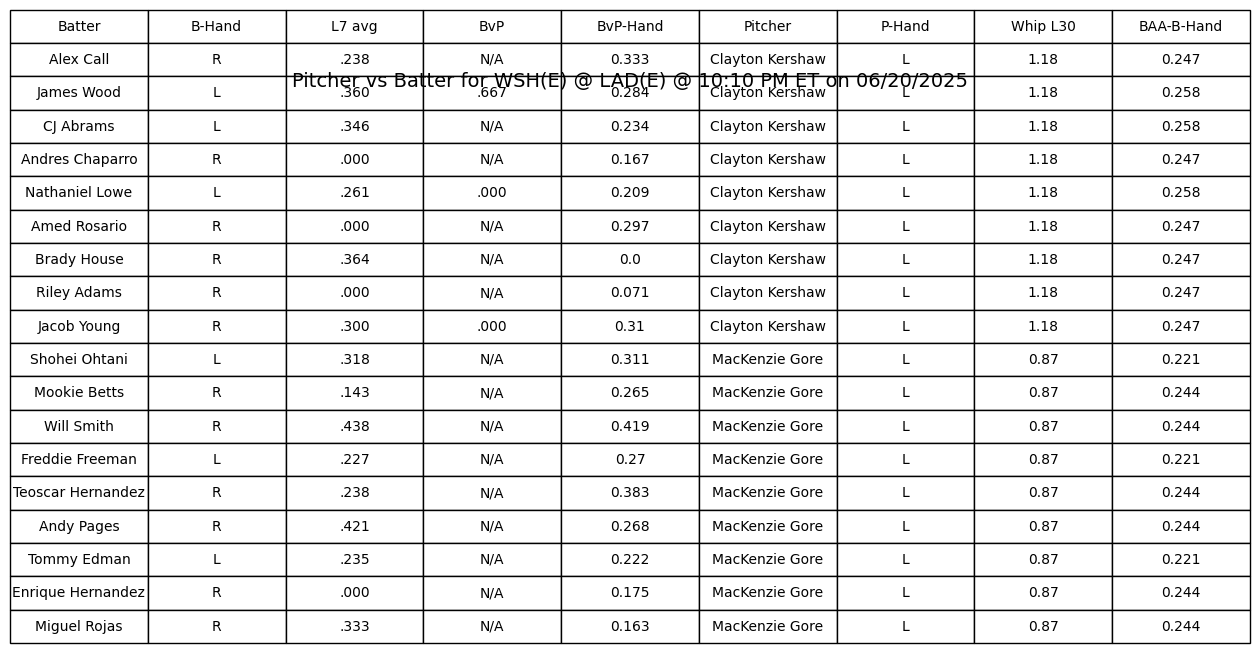 Batter B-Hand L7 avg BvP BvP-Hand Pitcher P-Hand Whip L30 BAA-B-Hand
Alex Call R .238 N/A 0.333 Clayton Kershaw L 1.18 0.247
Pitcher vs Batter for WSH(E) @ LAD(E) @ 10:10 PM ET on 06/20/2025
James Wood L .360 .667 0.284 Clayton Kershaw L 1.18 0.258
CJ Abrams L .346 N/A 0.234 Clayton Kershaw L 1.18 0.258
Andres Chaparro R .000 N/A 0.167 Clayton Kershaw L 1.18 0.247
Nathaniel Lowe L .261 .000 0.209 Clayton Kershaw L 1.18 0.258
Amed Rosario R .000 N/A 0.297 Clayton Kershaw L 1.18 0.247
Brady House R .364 N/A 0.0 Clayton Kershaw L 1.18 0.247
Riley Adams R .000 N/A 0.071 Clayton Kershaw L 1.18 0.247
Jacob Young R .300 .000 0.31 Clayton Kershaw L 1.18 0.247
Shohei Ohtani L .318 N/A 0.311 MacKenzie Gore L 0.87 0.221
Mookie Betts R .143 N/A 0.265 MacKenzie Gore L 0.87 0.244
Will Smith R .438 N/A 0.419 MacKenzie Gore L 0.87 0.244
Freddie Freeman L .227 N/A 0.27 MacKenzie Gore L 0.87 0.221
Teoscar Hernandez R .238 N/A 0.383 MacKenzie Gore L 0.87 0.244
Andy Pages R .421 N/A 0.268 MacKenzie Gore L 0.87 0.244
Tommy Edman L .235 N/A 0.222 MacKenzie Gore L 0.87 0.221
Enrique Hernandez R .000 N/A 0.175 MacKenzie Gore L 0.87 0.244
Miguel Rojas R .333 N/A 0.163 MacKenzie Gore L 0.87 0.244